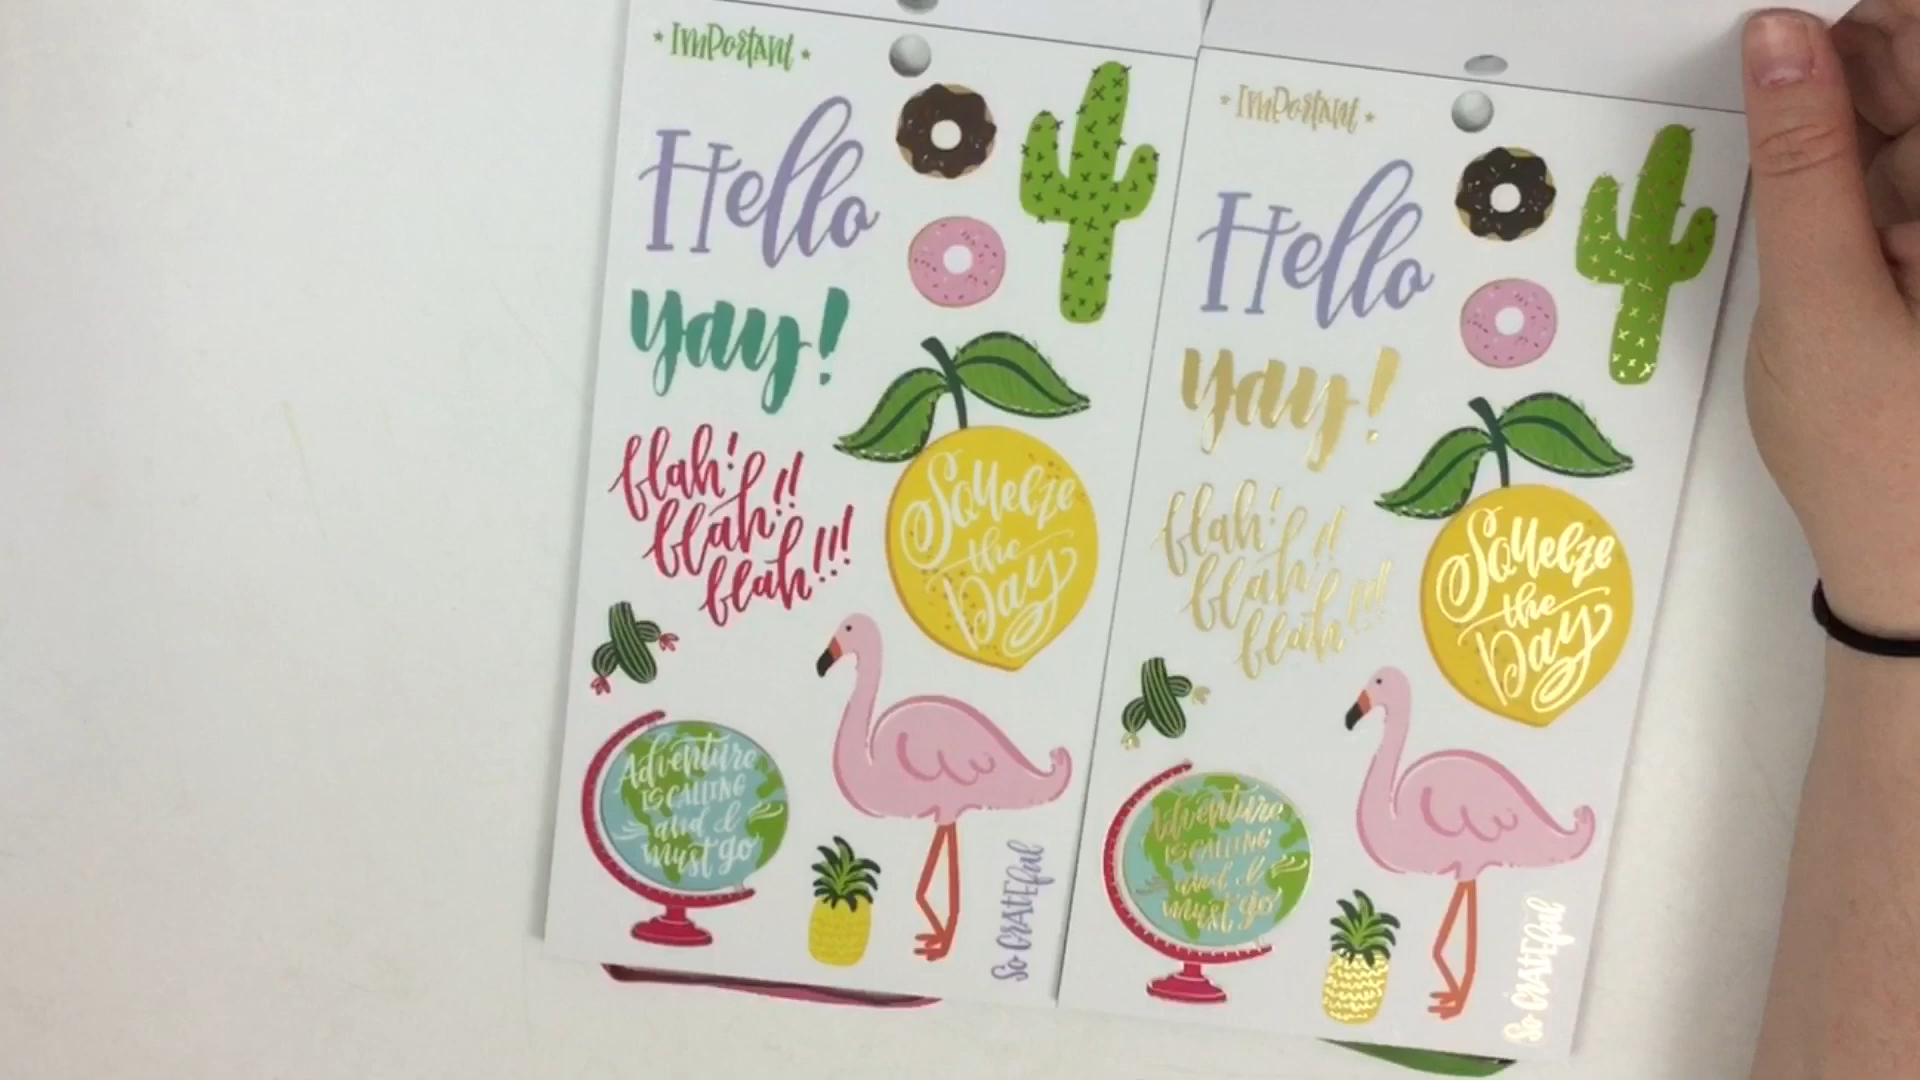 Important
Hello
yay!
blah!
blah!!
blah!!!
Squeeze
the
Day
Adventure
is calling
and I
must go
So Grateful
Important
Hello
yay!
blah!
blah!!
blah!!!
Squeeze
the
Day
Adventure
is calling
and I
must go
So Grateful